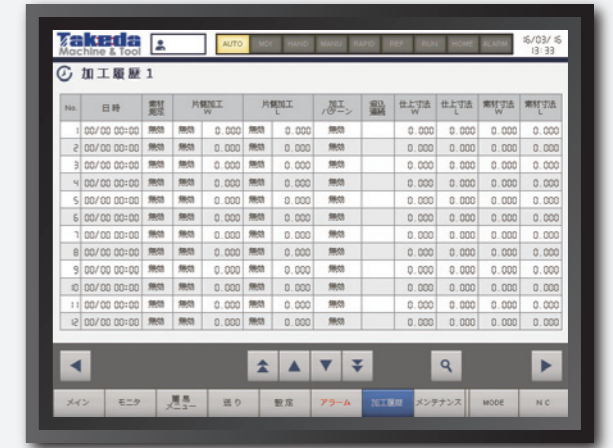 Takeda
Machine & Tool
AUTO MDI HAND MANU RAPID REF RUN HOME ALARM
16/03/16
13:33
加工履歴 1
No. 日時 素材測定 片側加工 W 片側加工 L 加工パターン 仕上寸法 W 仕上寸法 L 素材寸法 W 素材寸法 L
1 00/00 00:00 無効 無効 0.000 無効 0.000 無効 0.000 0.000 0.000 0.000
2 00/00 00:00 無効 無効 0.000 無効 0.000 無効 0.000 0.000 0.000 0.000
3 00/00 00:00 無効 無効 0.000 無効 0.000 無効 0.000 0.000 0.000 0.000
4 00/00 00:00 無効 無効 0.000 無効 0.000 無効 0.000 0.000 0.000 0.000
5 00/00 00:00 無効 無効 0.000 無効 0.000 無効 0.000 0.000 0.000 0.000
6 00/00 00:00 無効 無効 0.000 無効 0.000 無効 0.000 0.000 0.000 0.000
7 00/00 00:00 無効 無効 0.000 無効 0.000 無効 0.000 0.000 0.000 0.000
8 00/00 00:00 無効 無効 0.000 無効 0.000 無効 0.000 0.000 0.000 0.000
9 00/00 00:00 無効 無効 0.000 無効 0.000 無効 0.000 0.000 0.000 0.000
10 00/00 00:00 無効 無効 0.000 無効 0.000 無効 0.000 0.000 0.000 0.000
11 00/00 00:00 無効 無効 0.000 無効 0.000 無効 0.000 0.000 0.000 0.000
12 00/00 00:00 無効 無効 0.000 無効 0.000 無効 0.000 0.000 0.000 0.000
メイン モニタ 簡易メニュー 送り 設定 アラーム 加工履歴 メンテナンス MODE NC